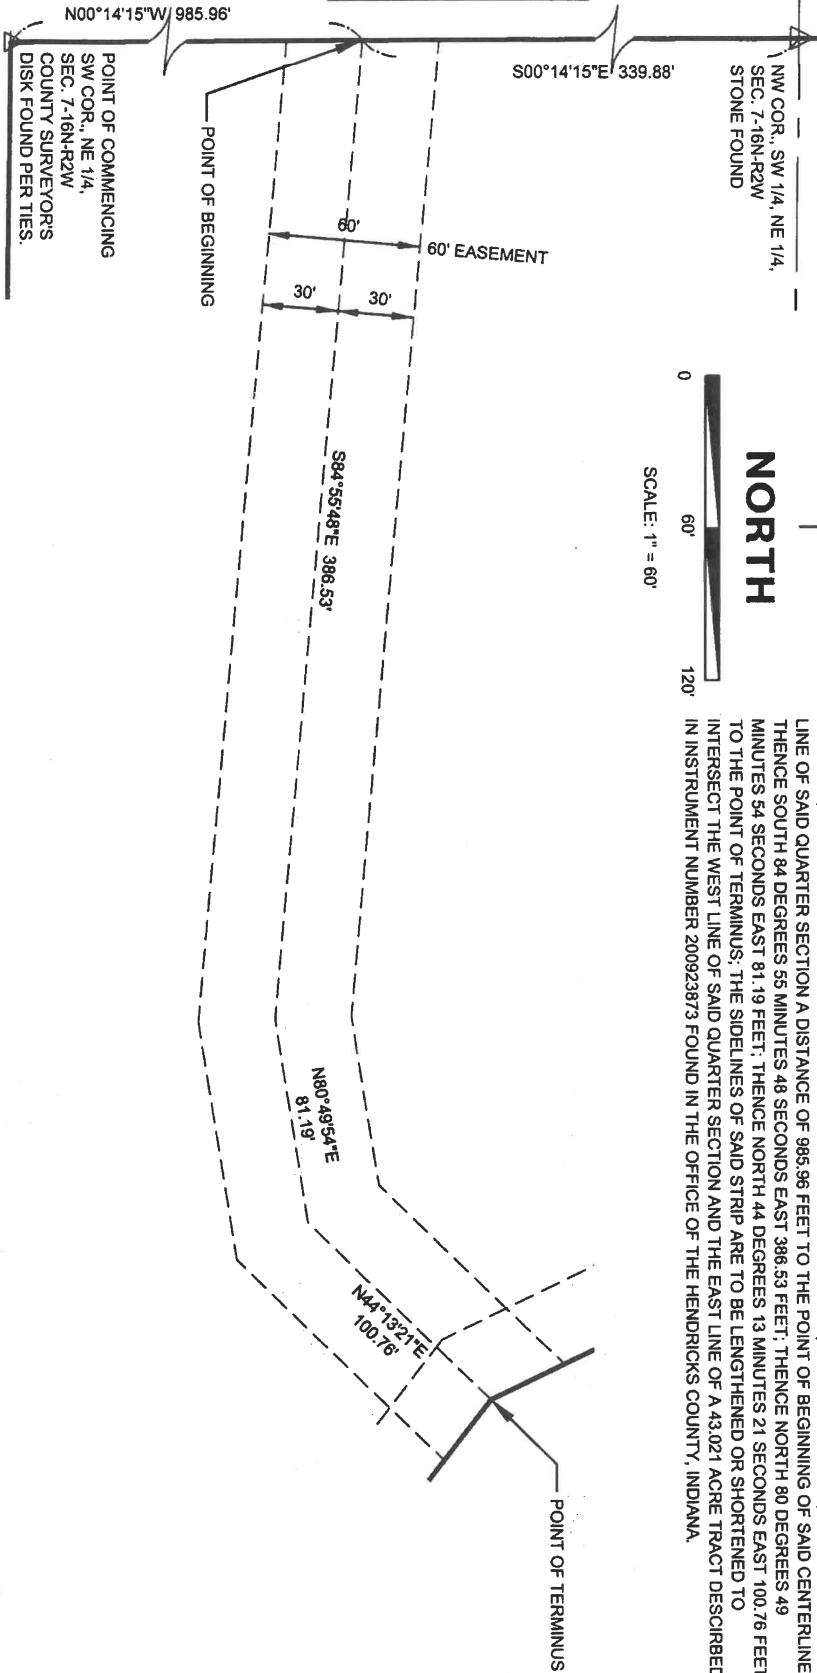 N00°14'15"W 985.96'
S00°14'15"E 339.88'
NW COR., SW 1/4, NE 1/4,
SEC. 7-16N-R2W
STONE FOUND
POINT OF COMMENCING
SW COR., NE 1/4,
SEC. 7-16N-R2W
COUNTY SURVEYOR'S
DISK FOUND PER TIES.
POINT OF BEGINNING
60'
60' EASEMENT
30'
30'
NORTH
0
60'
120'
SCALE: 1" = 60'
S84°55'48"E 386.53'
N80°49'54"E
81.19'
N44°13'21"E
100.76'
POINT OF TERMINUS
LINE OF SAID QUARTER SECTION A DISTANCE OF 985.96 FEET TO THE POINT OF BEGINNING OF SAID CENTERLINE
THENCE SOUTH 84 DEGREES 55 MINUTES 48 SECONDS EAST 386.53 FEET; THENCE NORTH 80 DEGREES 49
MINUTES 54 SECONDS EAST 81.19 FEET; THENCE NORTH 44 DEGREES 13 MINUTES 21 SECONDS EAST 100.76 FEET
TO THE POINT OF TERMINUS; THE SIDELINES OF SAID STRIP ARE TO BE LENGTHENED OR SHORTENED TO
INTERSECT THE WEST LINE OF SAID QUARTER SECTION AND THE EAST LINE OF A 43.021 ACRE TRACT DESCIRBED
IN INSTRUMENT NUMBER 200923873 FOUND IN THE OFFICE OF THE HENDRICKS COUNTY, INDIANA.